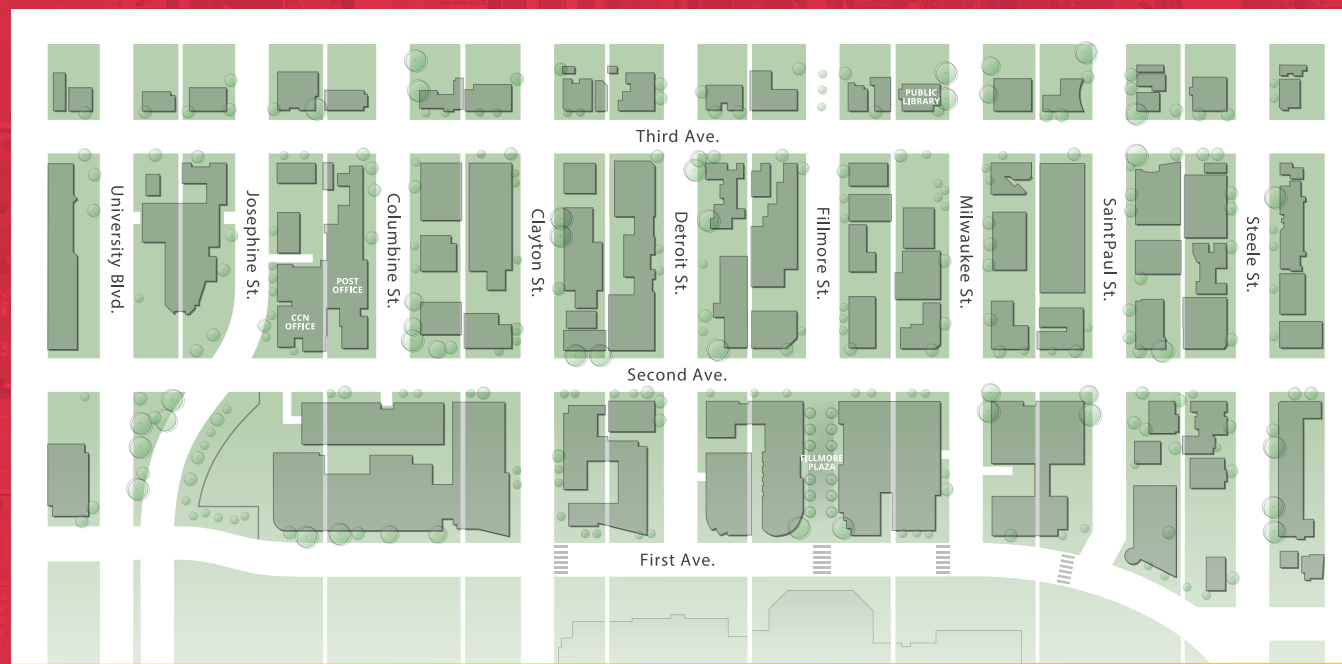 PUBLIC
LIBRARY
Third Ave.
University Blvd.
Josephine St.
Columbine St.
Clayton St.
Detroit St.
Fillmore St.
Milwaukee St.
SaintPaul St.
Steele St.
POST
OFFICE
CCN
OFFICE
Second Ave.
FILLMORE
PLAZA
First Ave.